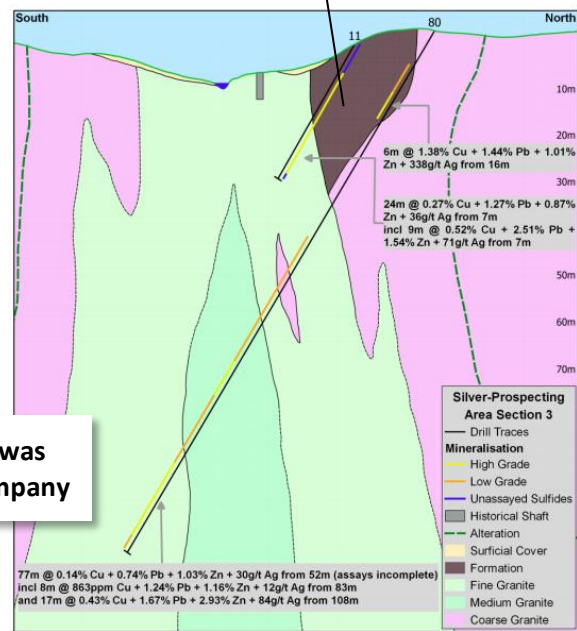 South
North
11
80
10m
20m
30m
50m
60m
70m
6m @ 1.38% Cu + 1.44% Pb + 1.01%
Zn + 338g/t Ag from 16m
24m @ 0.27% Cu + 1.27% Pb + 0.87%
Zn + 36g/t Ag from 7m
incl 9m @ 0.52% Cu + 2.51% Pb +
1.54% Zn + 71g/t Ag from 7m
was
mpany
Silver-Prospecting
Area Section 3
Drill Traces
Mineralisation
High Grade
Low Grade
Unassayed Sulfides
Historical Shaft
Alteration
Surficial Cover
Formation
Fine Granite
Medium Granite
Coarse Granite
77m @ 0.14% Cu + 0.74% Pb + 1.03% Zn + 30g/t Ag from 52m (assays incomplete)
incl 8m @ 863ppm Cu + 1.24% Pb + 1.16% Zn + 12g/t Ag from 83m
and 17m @ 0.43% Cu + 1.67% Pb + 2.93% Zn + 84g/t Ag from 108m